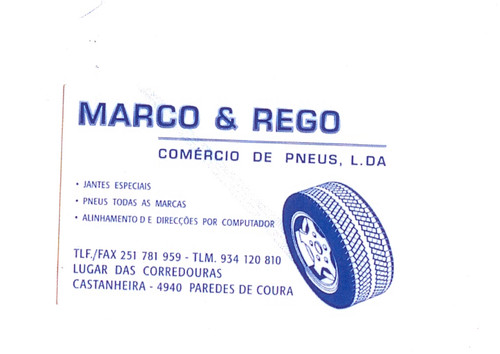 MARCO & REGO
COMÉRCIO DE PNEUS, L.DA
• JANTES ESPECIAIS
• PNEUS TODAS AS MARCAS
• ALINHAMENTO DE DIRECÇÕES POR COMPUTADOR
TLF./FAX 251 781 959 - TLM. 934 120 810
LUGAR DAS CORREDOURAS
CASTANHEIRA - 4940 PAREDES DE COURA